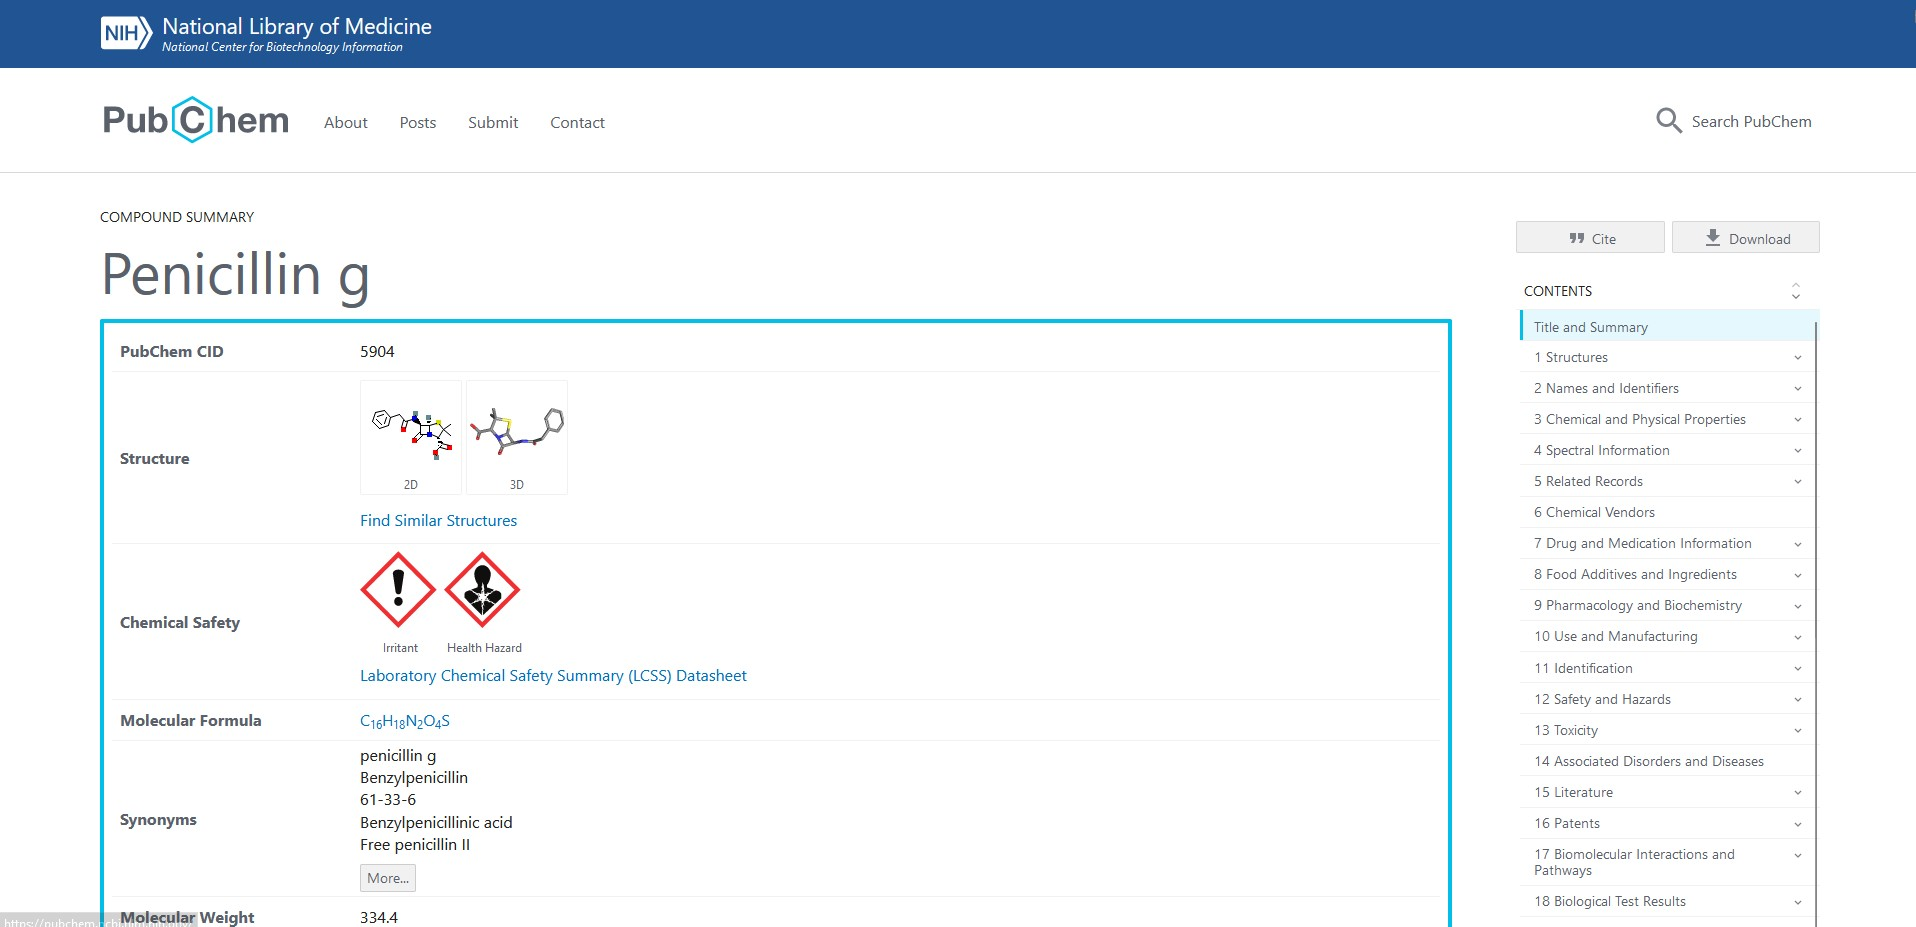 NIH National Library of Medicine
National Center for Biotechnology Information
PubChem
About Posts Submit Contact
Search PubChem
COMPOUND SUMMARY
Penicillin g
PubChem CID 5904
Structure
2D 3D
Find Similar Structures
Chemical Safety
Irritant Health Hazard
Laboratory Chemical Safety Summary (LCSS) Datasheet
Molecular Formula C₁₆H₁₈N₂O₄S
Synonyms
penicillin g
Benzylpenicillin
61-33-6
Benzylpenicillinic acid
Free penicillin II
More...
Molecular Weight 334.4
Cite Download
CONTENTS
Title and Summary
1 Structures
2 Names and Identifiers
3 Chemical and Physical Properties
4 Spectral Information
5 Related Records
6 Chemical Vendors
7 Drug and Medication Information
8 Food Additives and Ingredients
9 Pharmacology and Biochemistry
10 Use and Manufacturing
11 Identification
12 Safety and Hazards
13 Toxicity
14 Associated Disorders and Diseases
15 Literature
16 Patents
17 Biomolecular Interactions and
Pathways
18 Biological Test Results